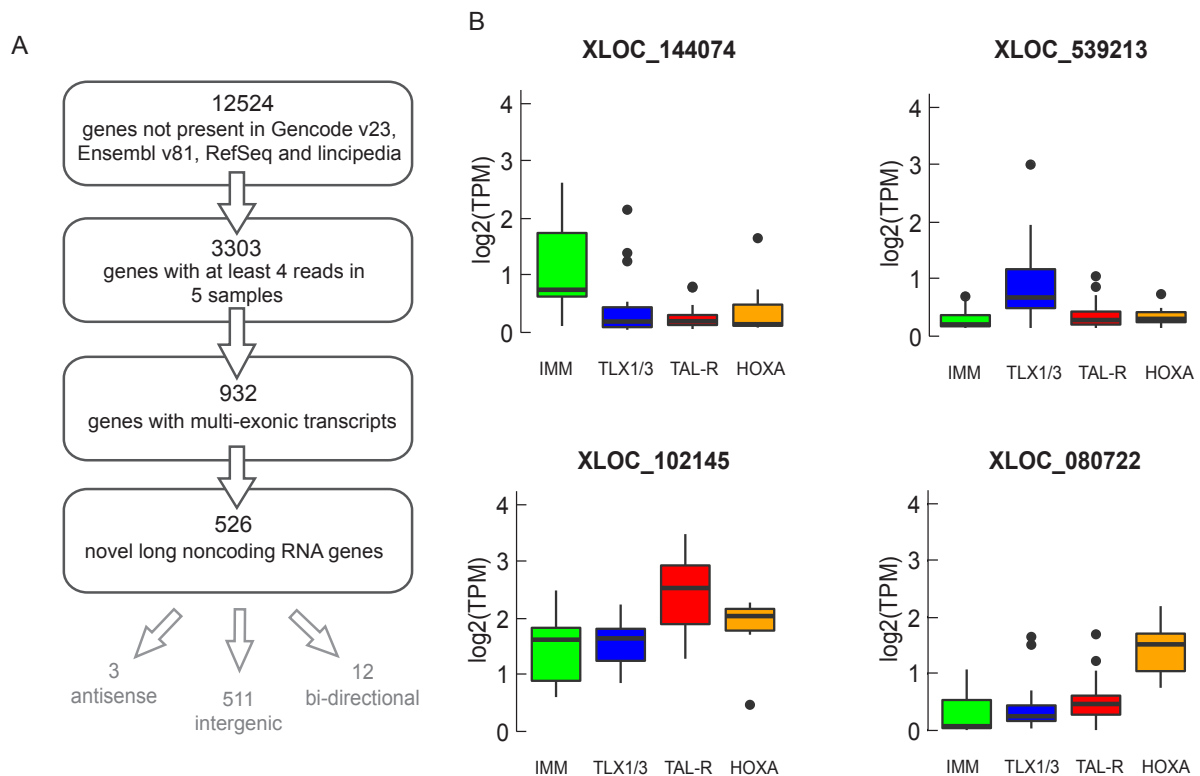 A
12524
genes not present in Gencode v23,
Ensembl v81, RefSeq and lincipedia
3303
genes with at least 4 reads in
5 samples
932
genes with multi-exonic transcripts
526
novel long noncoding RNA genes
3
antisense
511
intergenic
12
bi-directional
B
XLOC_144074
log2(TPM)
4
3
2
1
0
IMM TLX1/3 TAL-R HOXA
XLOC_539213
log2(TPM)
4
3
2
1
0
IMM TLX1/3 TAL-R HOXA
XLOC_102145
log2(TPM)
4
3
2
1
0
IMM TLX1/3 TAL-R HOXA
XLOC_080722
log2(TPM)
4
3
2
1
0
IMM TLX1/3 TAL-R HOXA